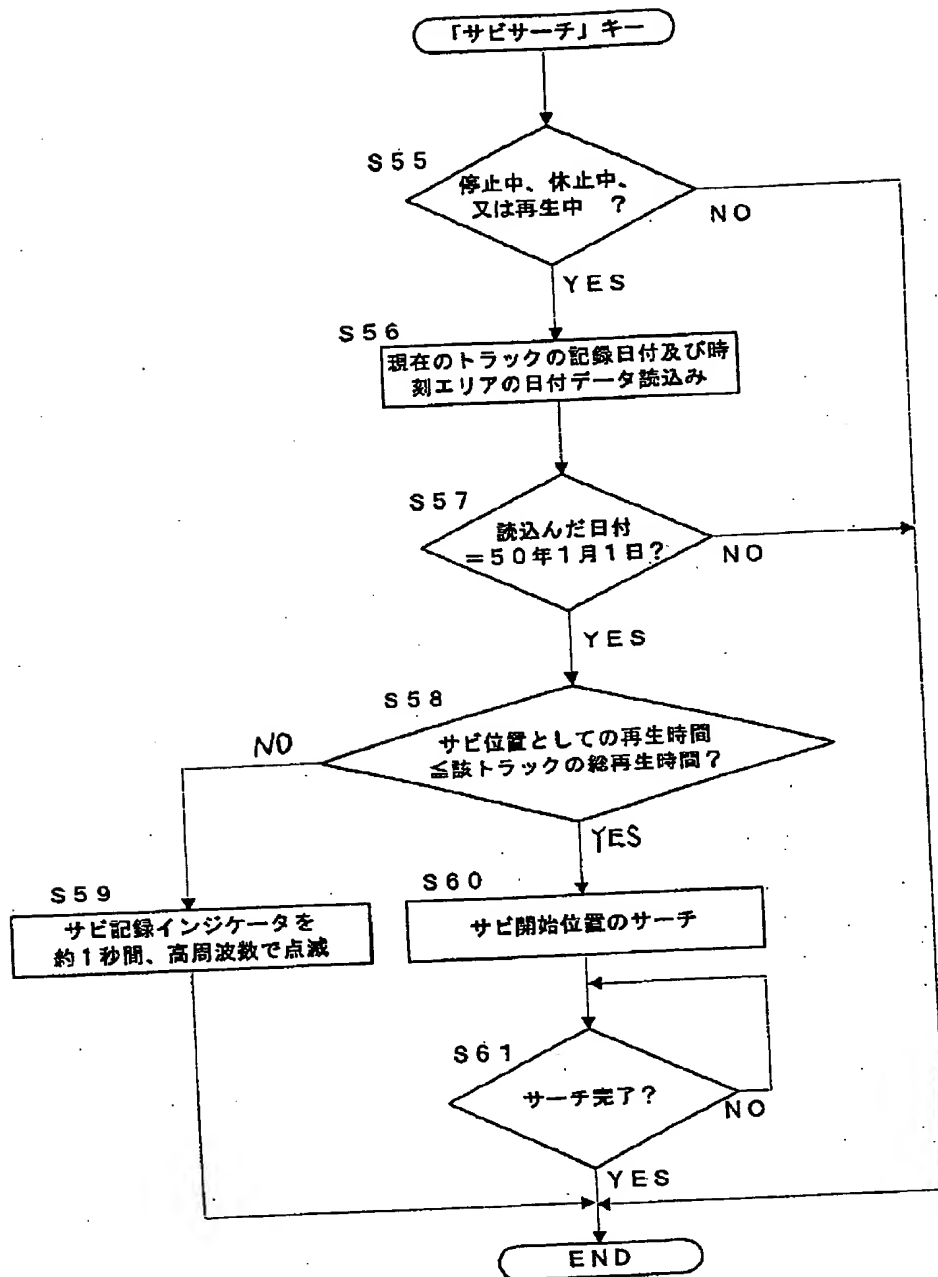 「サビサーチ」キー
S55
停止中、休止中、
又は再生中 ?
NO
YES
S56
現在のトラックの記録日付及び時
刻エリアの日付データ読込み
S57
読込んだ日付
=50年1月1日?
NO
YES
S58
サビ位置としての再生時間
≦該トラックの総再生時間?
NO
YES
S59
サビ記録インジケータを
約1秒間、高周波数で点滅
S60
サビ開始位置のサーチ
S61
サーチ完了?
NO
YES
END